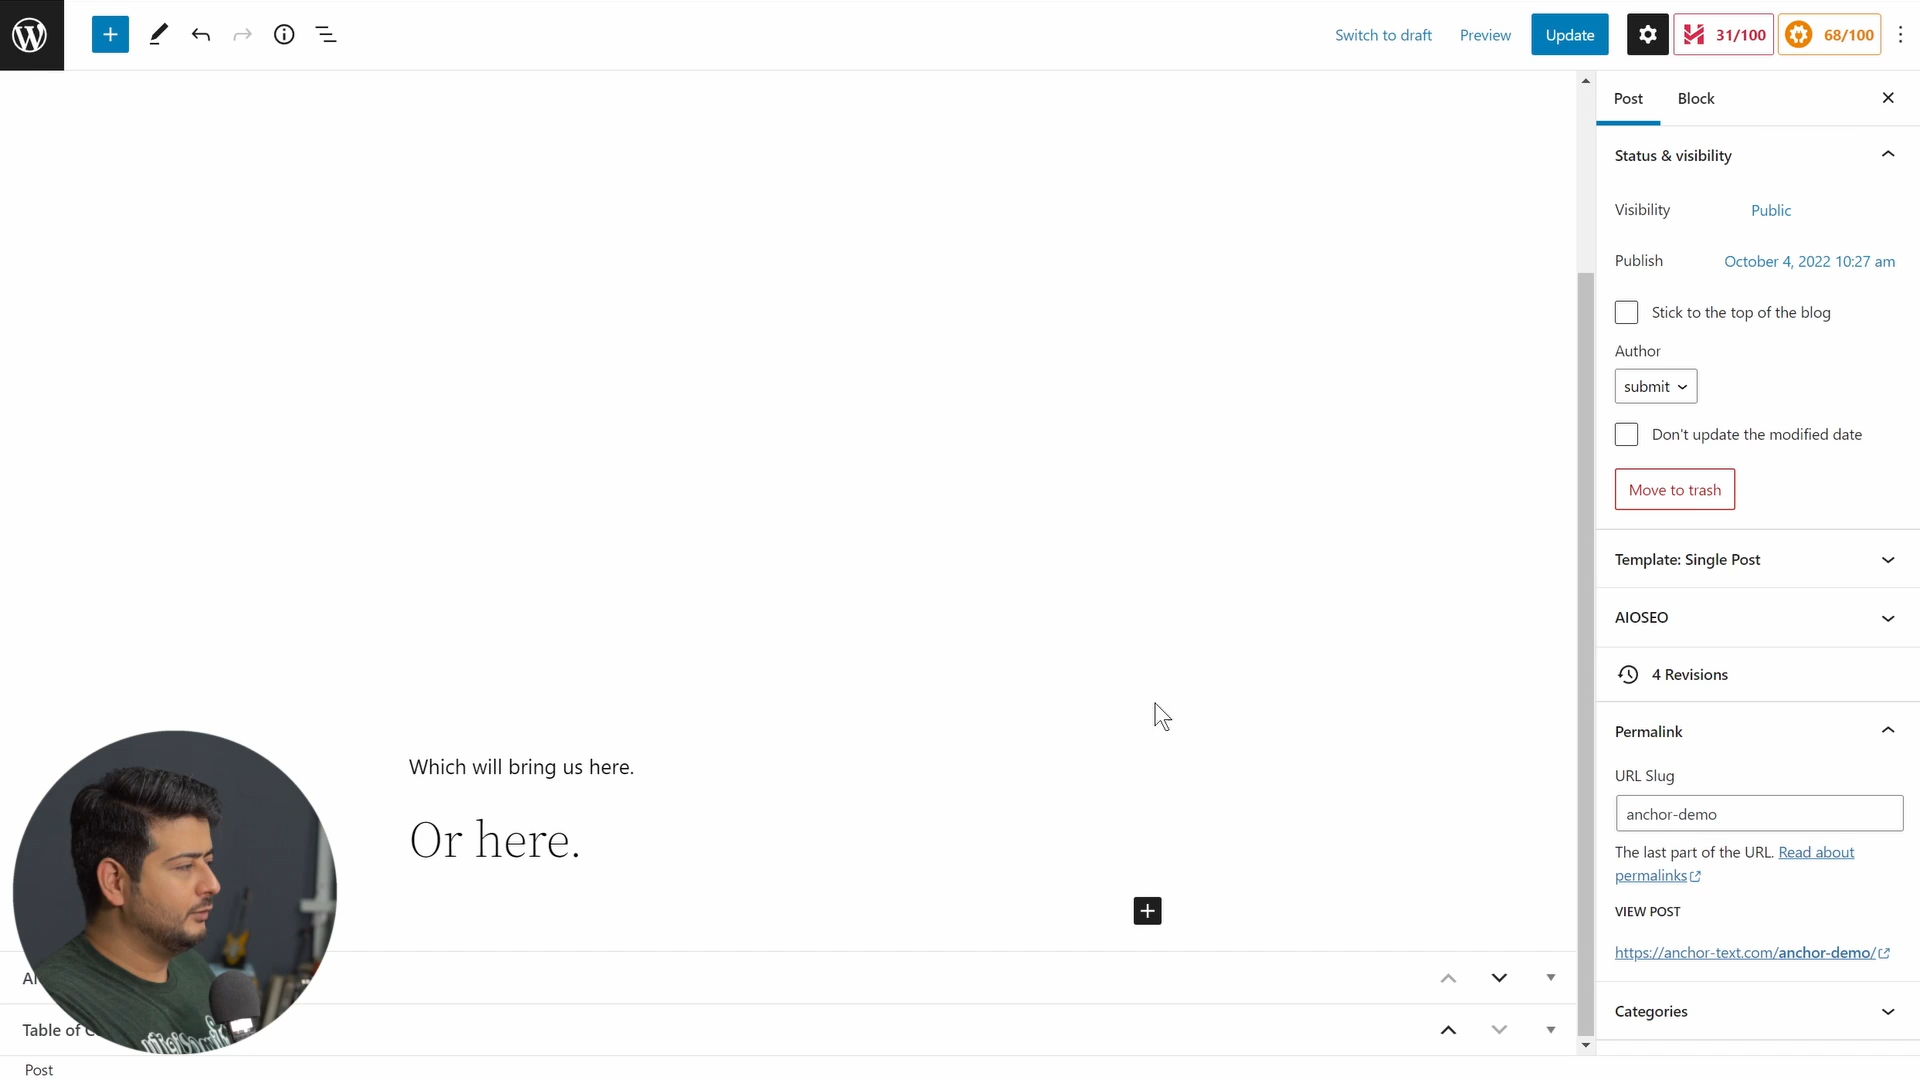 Switch to draft
Preview
Update
31/100
68/100
Post
Block
Status & visibility
Visibility
Public
Publish
October 4, 2022 10:27 am
Stick to the top of the blog
Author
submit
Don't update the modified date
Move to trash
Template: Single Post
AIOSEO
4 Revisions
Permalink
URL Slug
anchor-demo
The last part of the URL. Read about
permalinks
VIEW POST
https://anchor-text.com/anchor-demo/
Categories
Which will bring us here.
Or here.
Table of
Post